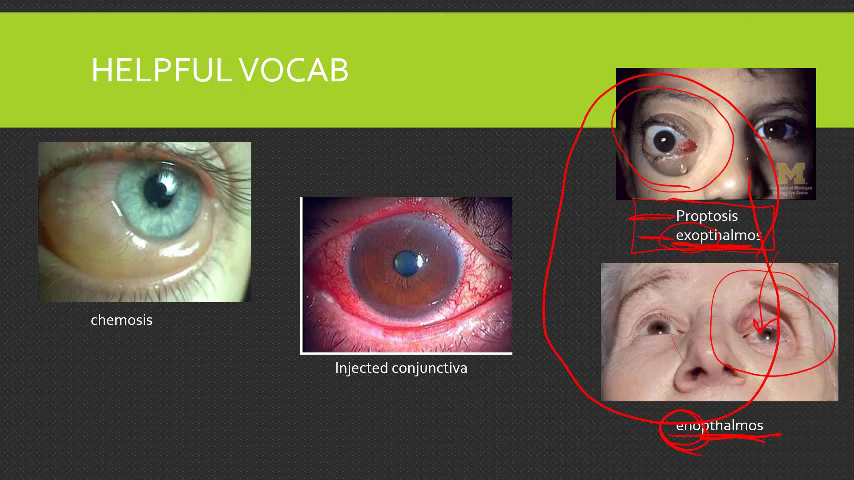 HELPFUL VOCAB
chemosis
Injected conjunctiva
M
Proptosis
exopthalmos
enopthalmos